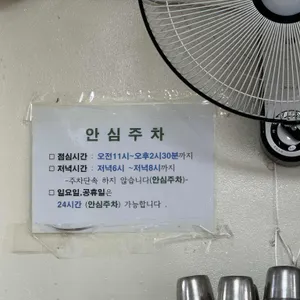 안심주차
□ 점심시간 : 오전11시~오후2시30분까지
□ 저녁시간 : 저녁6시 ~저녁8시까지
-주차단속 하지 않습니다(안심주차)-
□ 일요일,공휴일은
24시간 (안심주차) 가능합니다 .